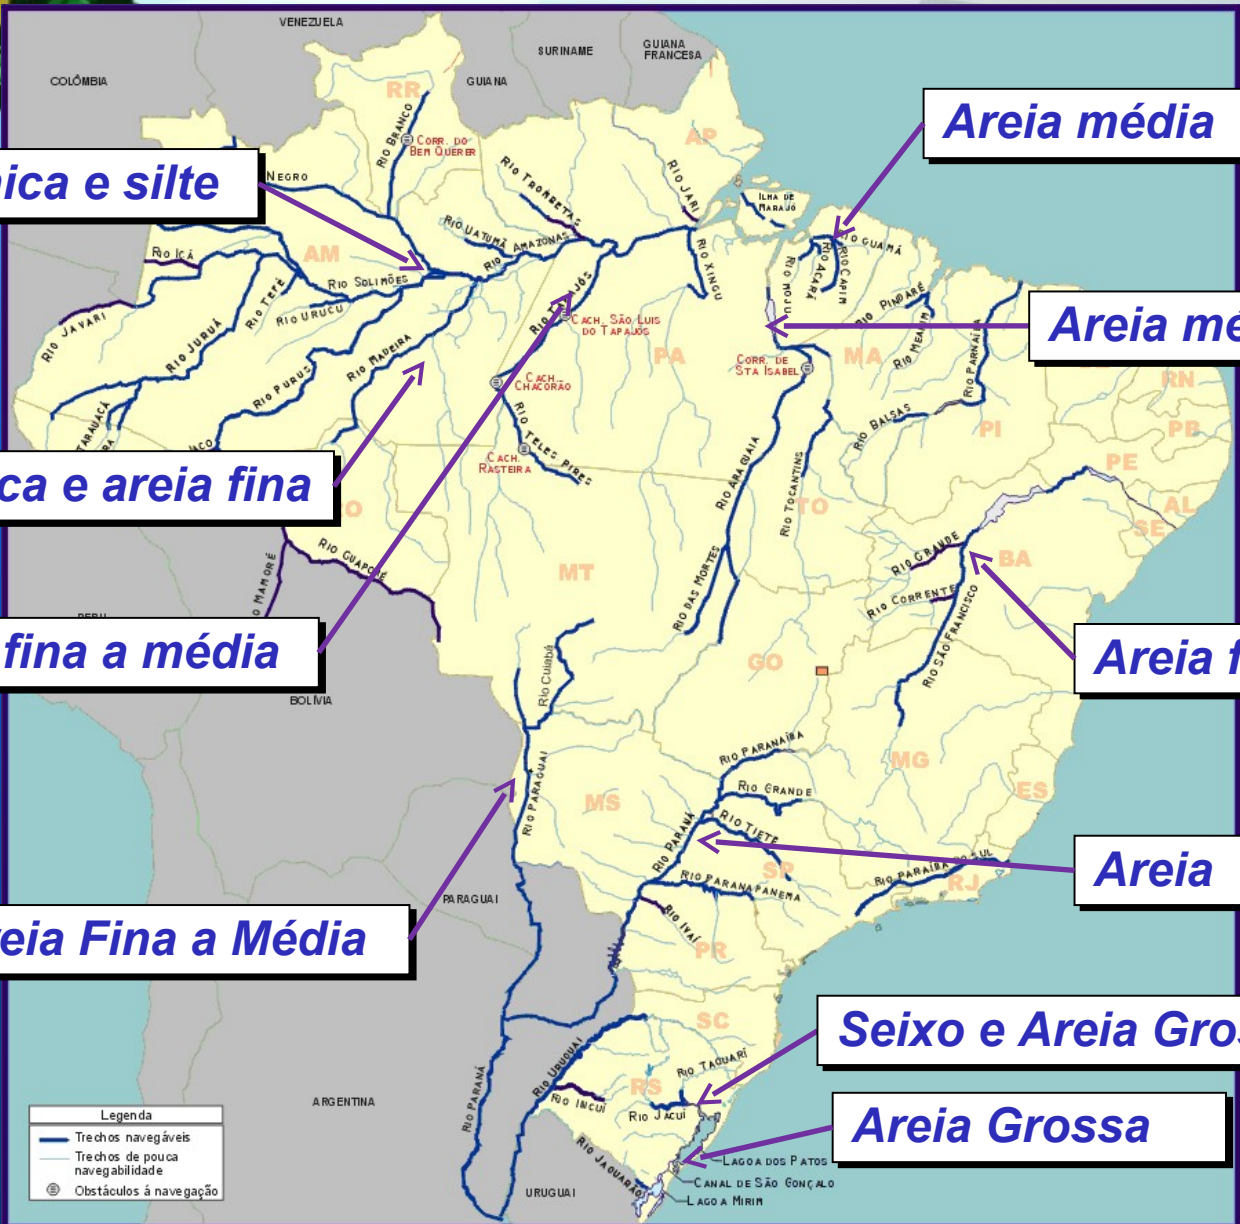 VENEZUELA
SURINAME
GUIANA
FRANCESA
COLÔMBIA
GUIANA
RR
AP
RIO BRANCO
CORR. DO
BEM QUERER
Areia média
ica e silte
NEGRO
RIO TROMBETAS
RIO JARI
ILHA DE
MARAJÓ
RIO UATUMÃ
RIO AMAZONAS
RIO GUAMÁ
RIO ACARÁ
RIO CAPIM
RIO MOJU
RIO XINGU
RIO IÇÁ
AM
RIO SOLIMÕES
RIO TEFÉ
RIO URUCU
RIO JAVARI
RIO JURUÁ
RIO PURUS
RIO MADEIRA
CACH. SÃO LUIS
DO TAPAJÓS
PA
RIO PINDARÉ
RIO MEARIM
RIO PARNAÍBA
Areia mé
MA
CORR. DE
STA ISABEL
CACH.
CHACORÃO
RN
PB
PI
PE
AL
SE
RIO BALSAS
TARAUACÁ
RIO TELES PIRES
CACH.
RASTEIRA
ca e areia fina
O
RIO ARAGUAIA
RIO TOCANTINS
TO
RIO GRANDE
BA
RIO CORRENTE
RIO SÃO FRANCISCO
RIO GUAPORÉ
O MAMORÉ
MT
RIO DAS MORTES
PERU
fina a média
Areia f
GO
BOLÍVIA
Rio Cuiabá
RIO PARAGUAI
RIO PARANAÍBA
MG
ES
RIO GRANDE
MS
RIO PARANÁ
RIO TIETÊ
SP
Areia
RIO PARAÍBA DO SUL
RJ
RIO PARANAPANEMA
PARAGUAI
eia Fina a Média
RIO IVAÍ
PR
SC
Seixo e Areia Gros
RIO URUGUAI
RIO TAQUARÍ
RS
RIO IBICUÍ
RIO JACUÍ
RIO PARANÁ
ARGENTINA
Areia Grossa
RIO JAGUARÃO
LAGOA DOS PATOS
CANAL DE SÃO GONÇALO
LAGOA MIRIM
URUGUAI
Legenda
Trechos navegáveis
Trechos de pouca
navegabilidade
Obstáculos á navegação